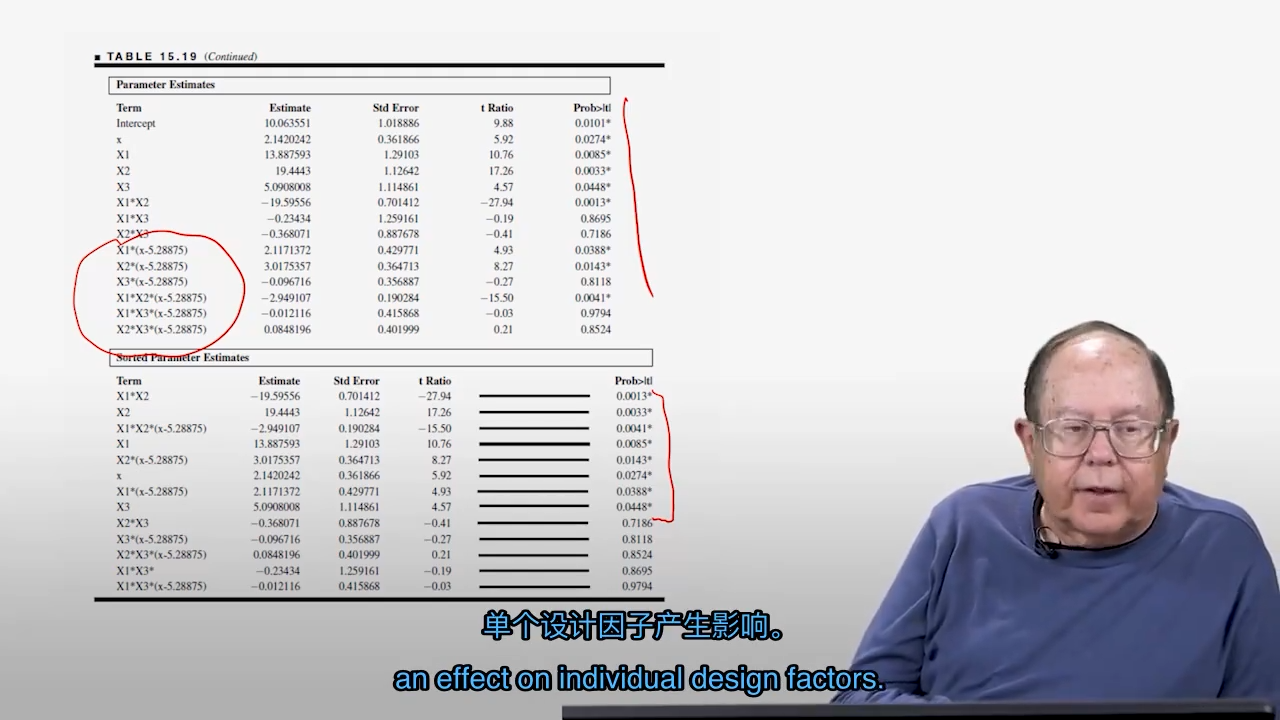 ■ TABLE 15.19 (Continued)
Parameter Estimates
Term Estimate Std Error t Ratio Prob>|t|
Intercept 10.063551 1.018886 9.88 0.0101*
x 2.1420242 0.361866 5.92 0.0274*
X1 13.887593 1.29103 10.76 0.0085*
X2 19.4443 1.12642 17.26 0.0033*
X3 5.0908008 1.114861 4.57 0.0448*
X1*X2 −19.59556 0.701412 −27.94 0.0013*
X1*X3 −0.23434 1.259161 −0.19 0.8695
X2*X3 −0.368071 0.887678 −0.41 0.7186
X1*(x-5.28875) 2.1171372 0.429771 4.93 0.0388*
X2*(x-5.28875) 3.0175357 0.364713 8.27 0.0143*
X3*(x-5.28875) −0.096716 0.356887 −0.27 0.8118
X1*X2*(x-5.28875) −2.949107 0.190284 −15.50 0.0041*
X1*X3*(x-5.28875) −0.012116 0.415868 −0.03 0.9794
X2*X3*(x-5.28875) 0.0848196 0.401999 0.21 0.8524
Sorted Parameter Estimates
Term Estimate Std Error t Ratio Prob>|t|
X1*X2 −19.59556 0.701412 −27.94 0.0013*
X2 19.4443 1.12642 17.26 0.0033*
X1*X2*(x-5.28875) −2.949107 0.190284 −15.50 0.0041*
X1 13.887593 1.29103 10.76 0.0085*
X2*(x-5.28875) 3.0175357 0.364713 8.27 0.0143*
x 2.1420242 0.361866 5.92 0.0274*
X1*(x-5.28875) 2.1171372 0.429771 4.93 0.0388*
X3 5.0908008 1.114861 4.57 0.0448*
X2*X3 −0.368071 0.887678 −0.41 0.7186
X3*(x-5.28875) −0.096716 0.356887 −0.27 0.8118
X2*X3*(x-5.28875) 0.0848196 0.401999 0.21 0.8524
X1*X3* −0.23434 1.259161 −0.19 0.8695
X1*X3*(x-5.28875) −0.012116 0.415868 −0.03 0.9794
单个设计因子产生影响。
an effect on individual design factors.